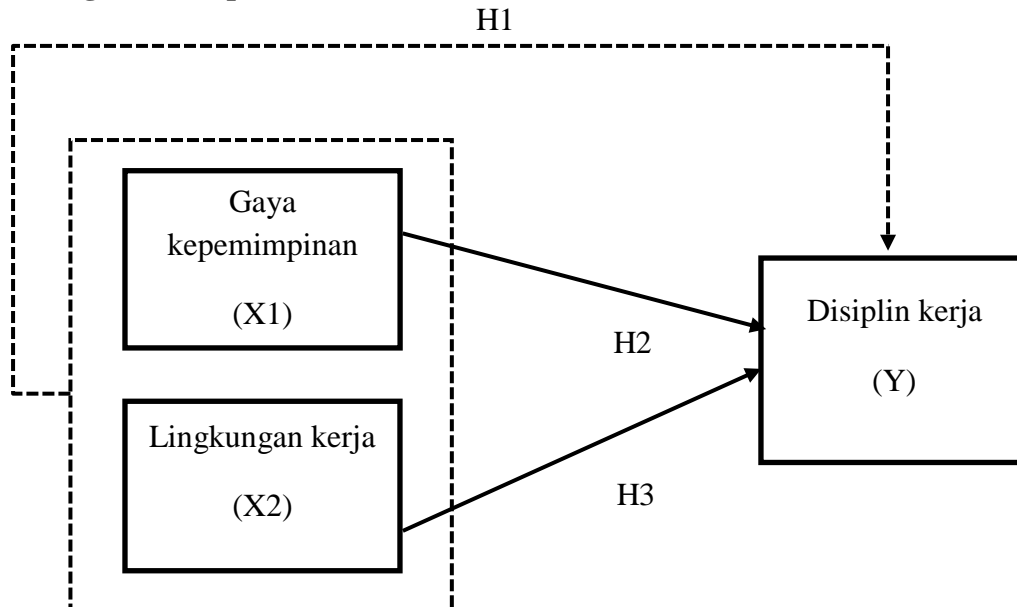 H1
Gaya
kepemimpinan
(X1)
H2
Disiplin kerja
(Y)
Lingkungan kerja
(X2)
H3